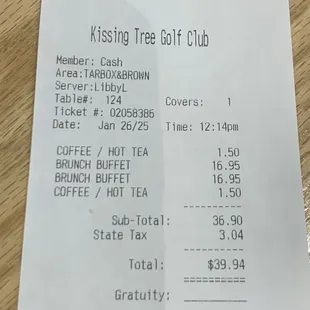 Kissing Tree Golf Club
Member: Cash
Area:TARBOX&BROWN
Server:LibbyL
Table#: 124 Covers: 1
Ticket #: 02058386
Date: Jan 26/25 Time: 12:14pm
COFFEE / HOT TEA 1.50
BRUNCH BUFFET 16.95
BRUNCH BUFFET 16.95
COFFEE / HOT TEA 1.50
----------
Sub-Total: 36.90
State Tax 3.04
----------
Total: $39.94
==========
Gratuity: __________